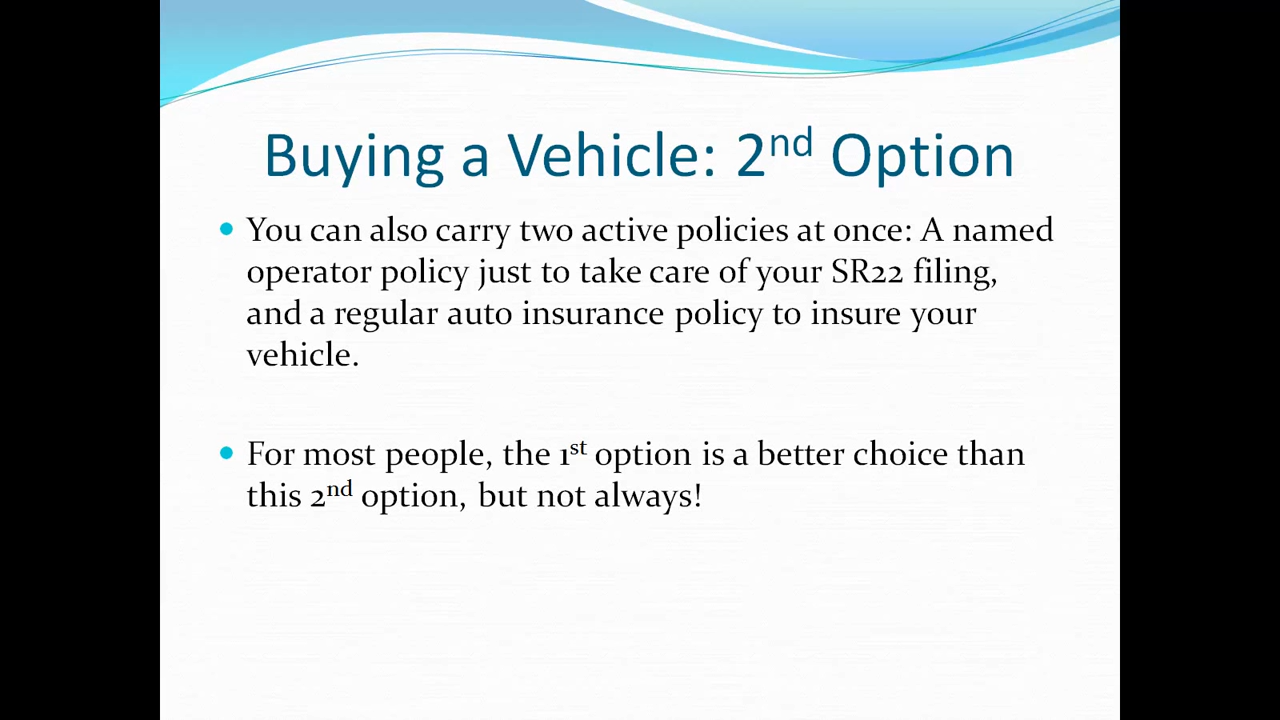 Buying a Vehicle: 2nd Option
• You can also carry two active policies at once: A named
operator policy just to take care of your SR22 filing,
and a regular auto insurance policy to insure your
vehicle.
• For most people, the 1st option is a better choice than
this 2nd option, but not always!